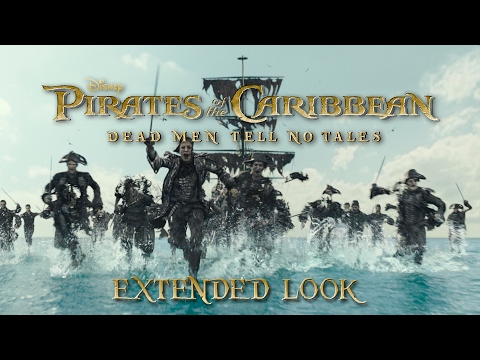 Disney
PIRATES of the CARIBBEAN
DEAD MEN TELL NO TALES
EXTENDED LOOK